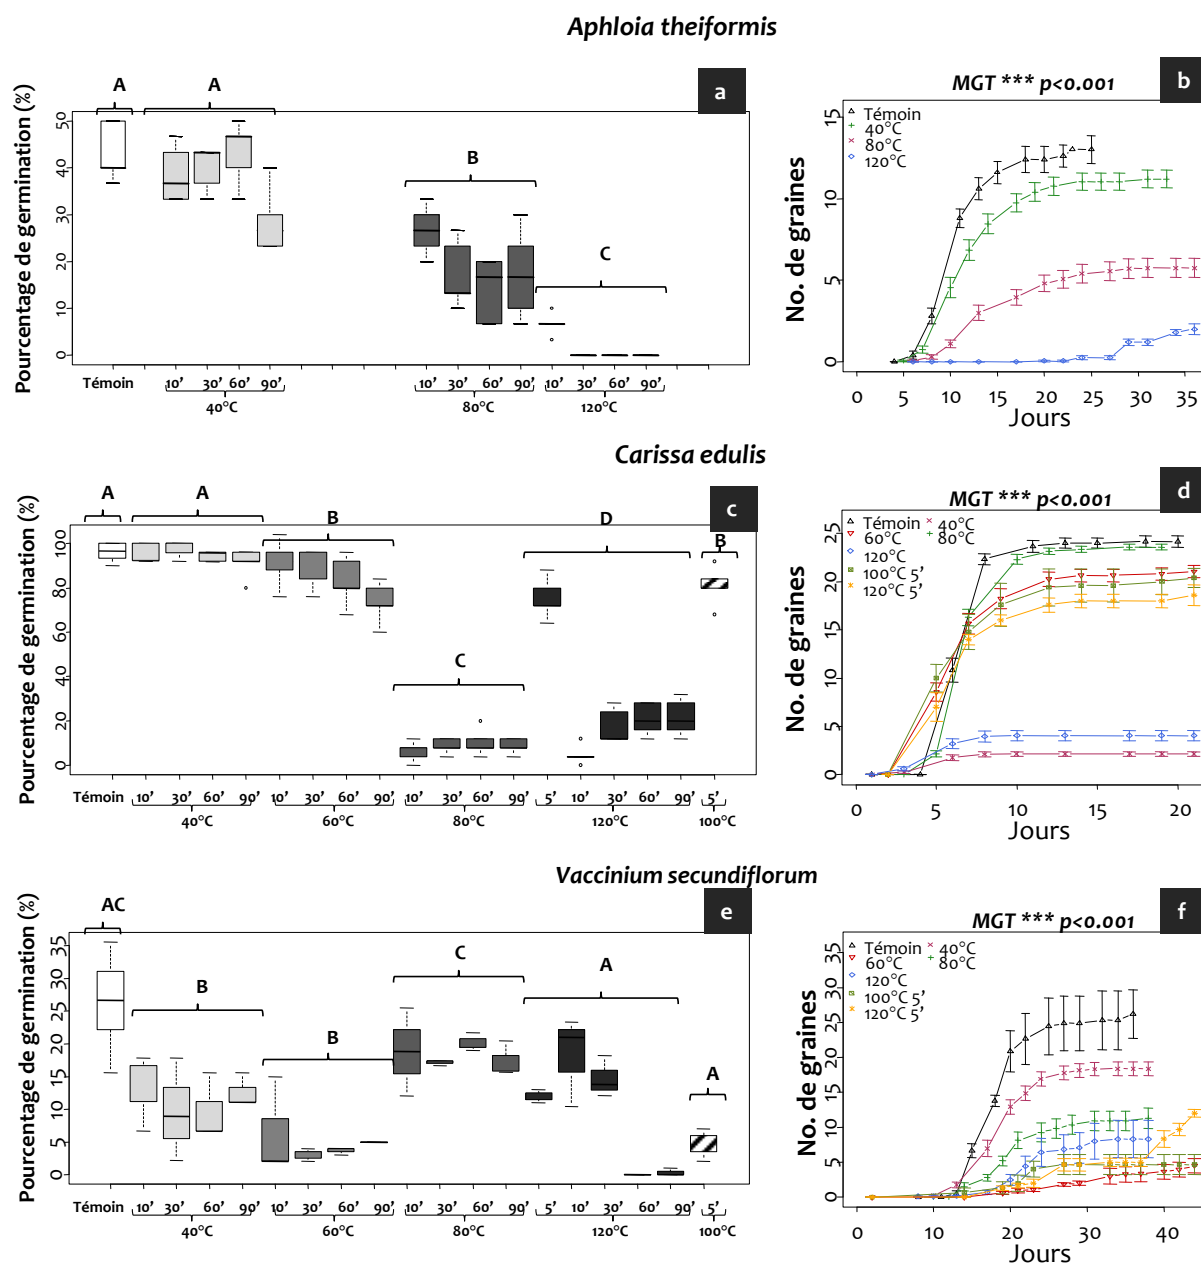 Aphloia theiformis
a
Pourcentage de germination (%)
50
40
30
20
10
0
A
A
B
C
Témoin
10' 30' 60' 90'
40°C
10' 30' 60' 90'
80°C
10' 30' 60' 90'
120°C
b
MGT *** p<0.001
No. de graines
15
10
5
0
Témoin
40°C
80°C
120°C
0 5 10 15 20 25 30 35
Jours
Carissa edulis
c
Pourcentage de germination (%)
100
80
60
40
20
0
A
A
B
C
D
B
Témoin
10' 30' 60' 90'
40°C
10' 30' 60' 90'
60°C
10' 30' 60' 99'
80°C
5' 10' 30' 60' 99'
120°C
5'
100°C
d
MGT *** p<0.001
No. de graines
25
20
15
10
5
0
Témoin 40°C
60°C 80°C
120°C
100°C 5'
120°C 5'
0 5 10 15 20
Jours
Vaccinium secundiflorum
e
Pourcentage de germination (%)
35
30
25
20
15
10
5
0
AC
B
B
C
A
A
Témoin
10' 30' 60' 99'
40°C
10' 30' 60' 90'
60°C
10' 30' 60' 99'
80°C
5' 10' 30' 60' 99'
120°C
5'
100°C
f
MGT *** p<0.001
No. de graines
35
30
25
20
15
10
5
0
Témoin 40°C
60°C 80°C
120°C
100°C 5'
120°C 5'
0 10 20 30 40
Jours